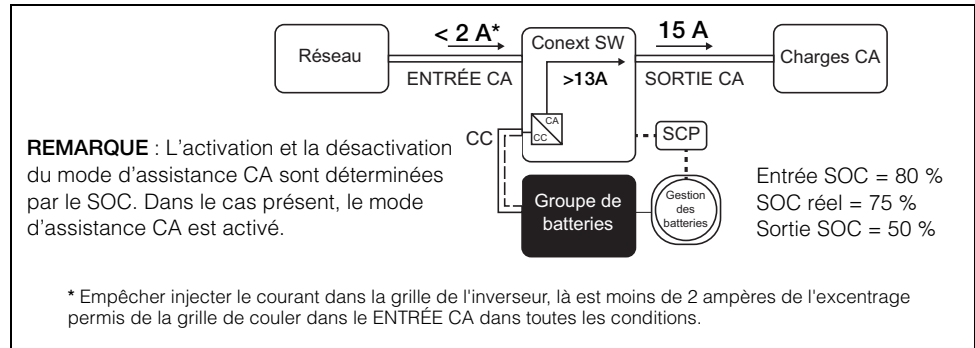 < 2 A*
15 A
Réseau
Conext SW
Charges CA
ENTRÉE CA
>13A
SORTIE CA
CA
CC
CC
SCP
REMARQUE : L'activation et la désactivation
du mode d'assistance CA sont déterminées
par le SOC. Dans le cas présent, le mode
d'assistance CA est activé.
Groupe de
batteries
Gestion
des
batteries
Entrée SOC = 80 %
SOC réel = 75 %
Sortie SOC = 50 %
* Empêcher injecter le courant dans la grille de l'inverseur, là est moins de 2 ampères de l'excentrage
permis de la grille de couler dans le ENTRÉE CA dans toutes les conditions.